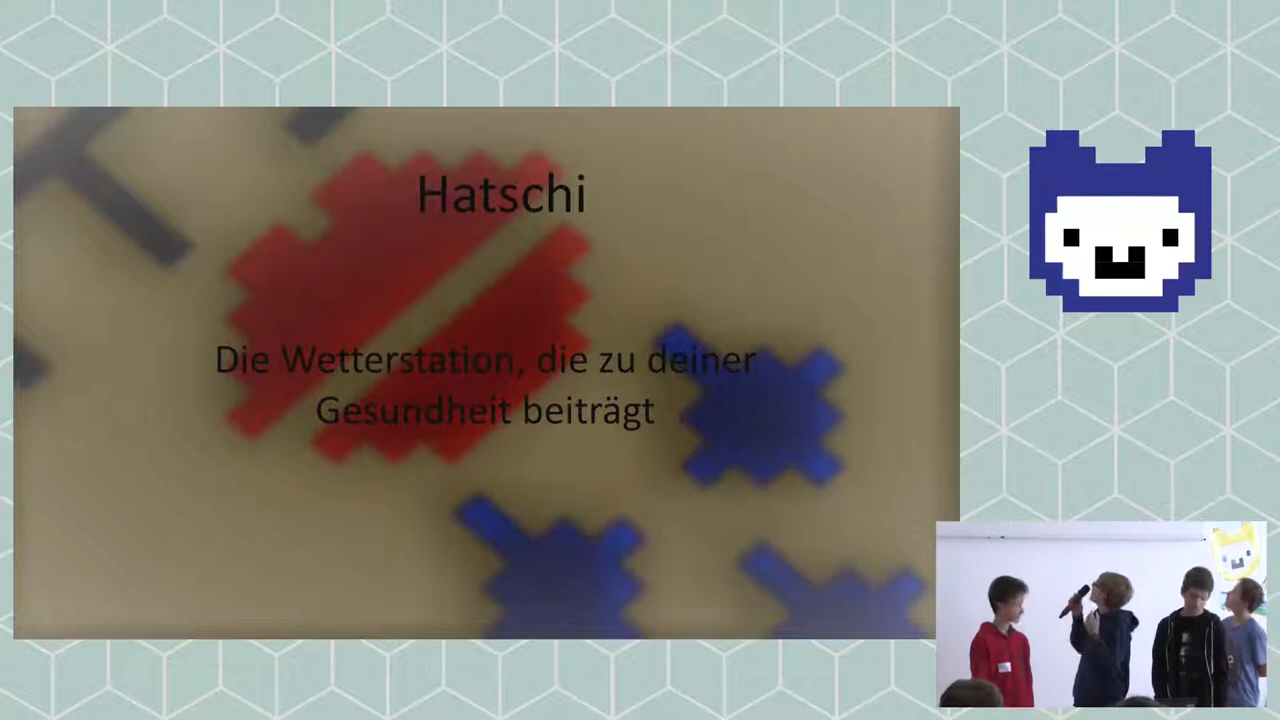 Hatschi
Die Wetterstation, die zu deiner
Gesundheit beiträgt